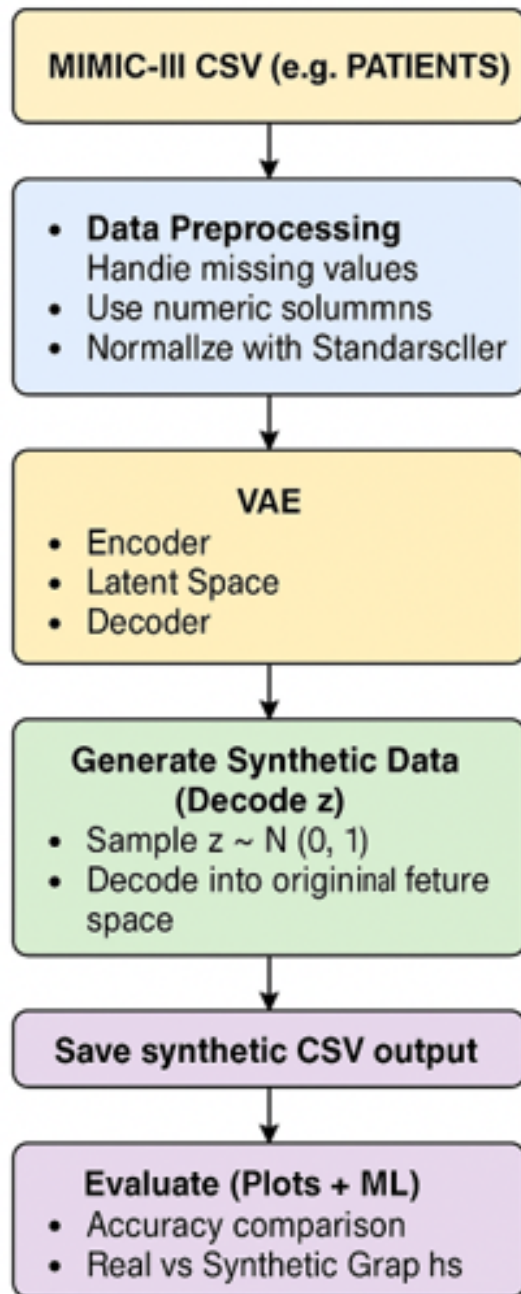 MIMIC-III CSV (e.g. PATIENTS)
• Data Preprocessing
Handie missing values
• Use numeric solummns
• Normallze with Standarscller
VAE
• Encoder
• Latent Space
• Decoder
Generate Synthetic Data
(Decode z)
• Sample z ~ N (0, 1)
• Decode into origininal feture
space
Save synthetic CSV output
Evaluate (Plots + ML)
• Accuracy comparison
• Real vs Synthetic Grap hs